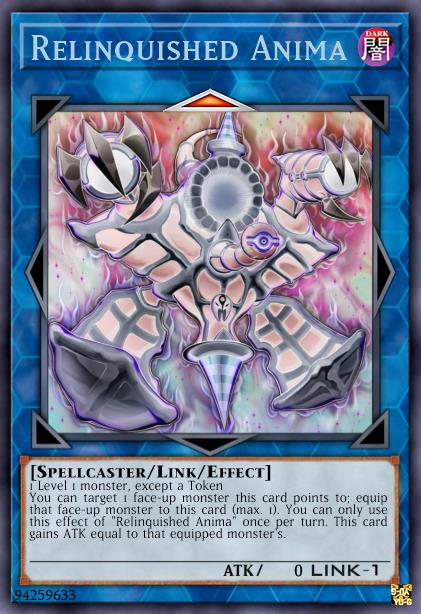 Relinquished Anima
DARK
闇
[Spellcaster/Link/Effect]
1 Level 1 monster, except a Token
You can target 1 face-up monster this card points to; equip
that face-up monster to this card (max. 1). You can only use
this effect of "Relinquished Anima" once per turn. This card
gains ATK equal to that equipped monster's.
ATK/ 0 LINK-1
94259633